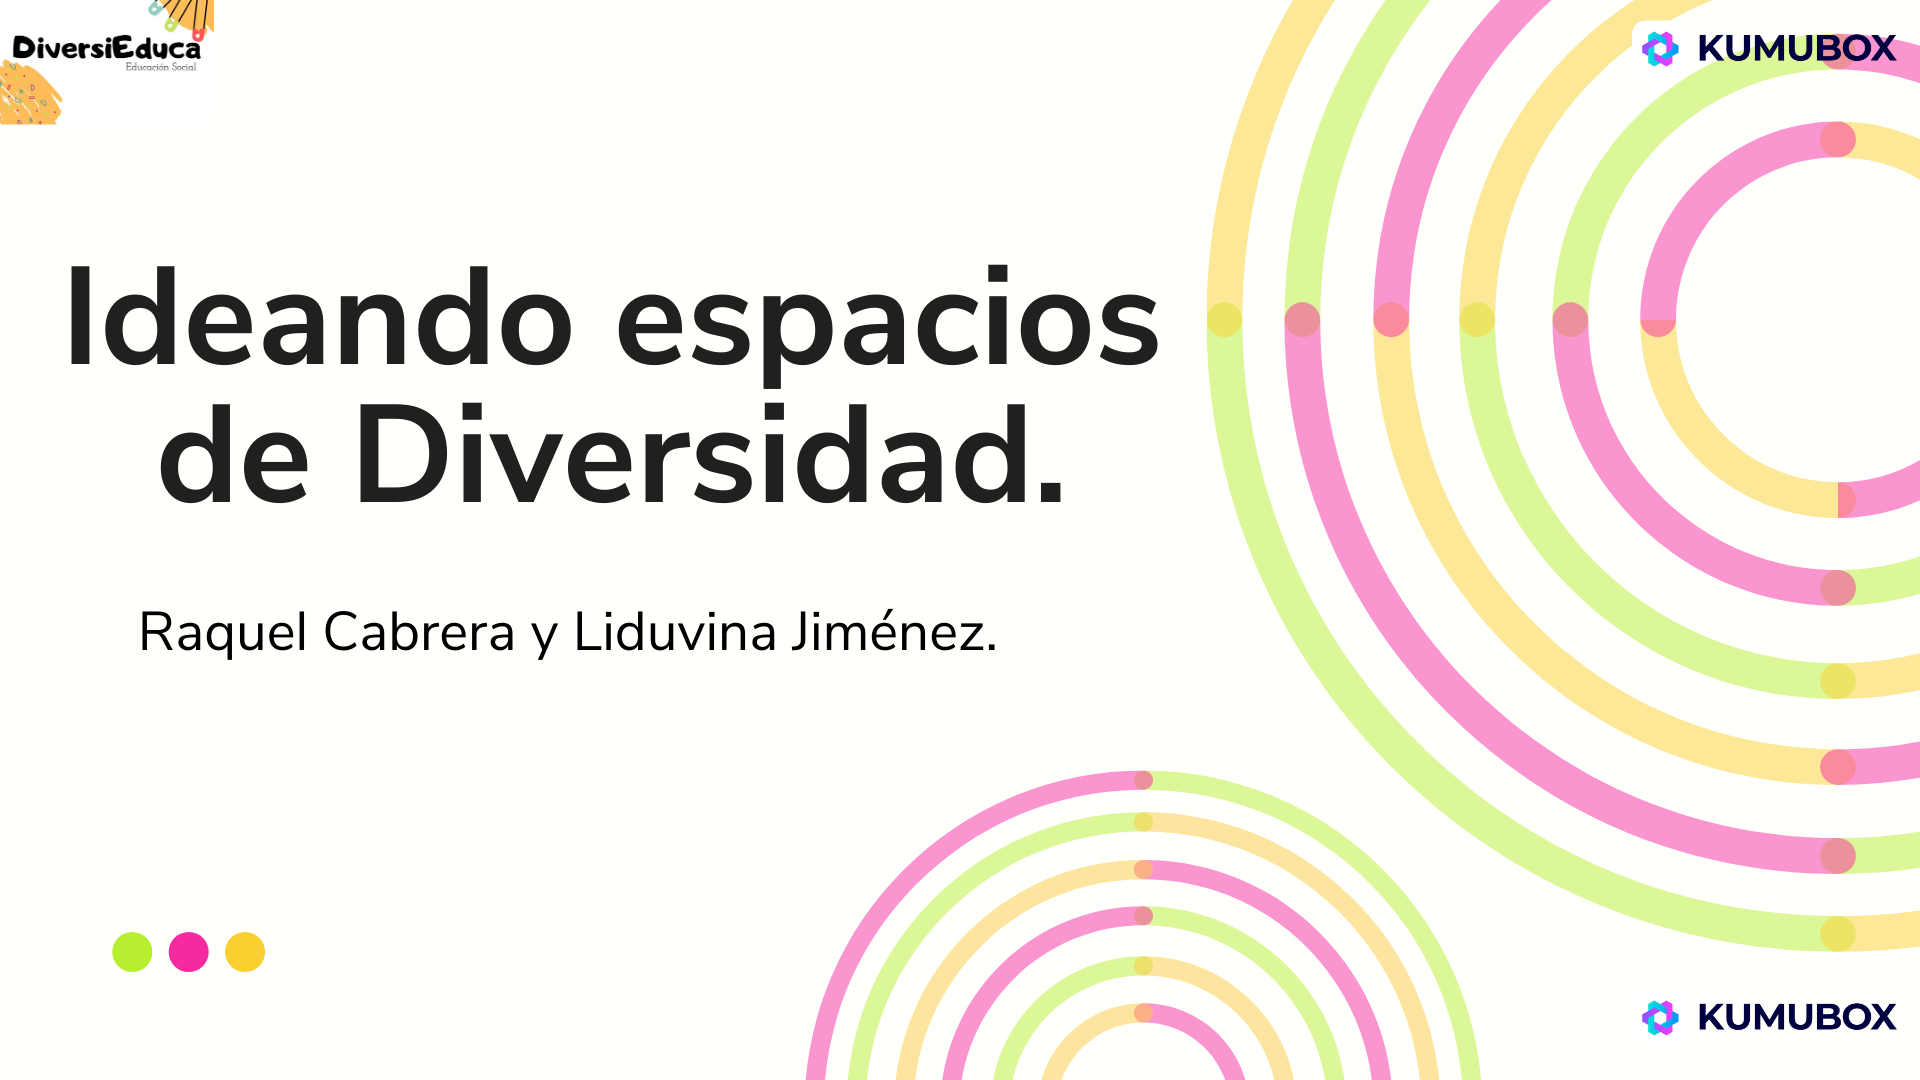 DiversiEduca
Educación Social
KUMUBOX
Ideando espacios
de Diversidad.
Raquel Cabrera y Liduvina Jiménez.
KUMUBOX